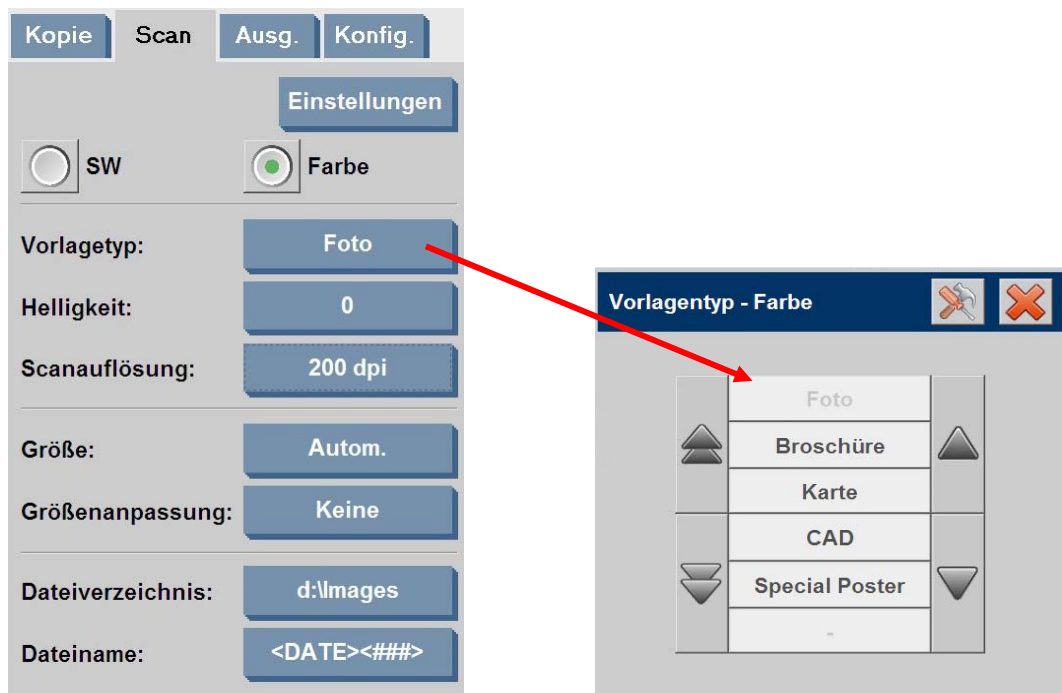 Kopie Scan Ausg. Konfig.
Einstellungen
SW Farbe
Vorlagetyp: Foto
Helligkeit: 0
Scanauflösung: 200 dpi
Größe: Autom.
Größenanpassung: Keine
Dateiverzeichnis: d:\Images
Dateiname: <DATE><###>
Vorlagentyp - Farbe
Foto
Broschüre
Karte
CAD
Special Poster
-